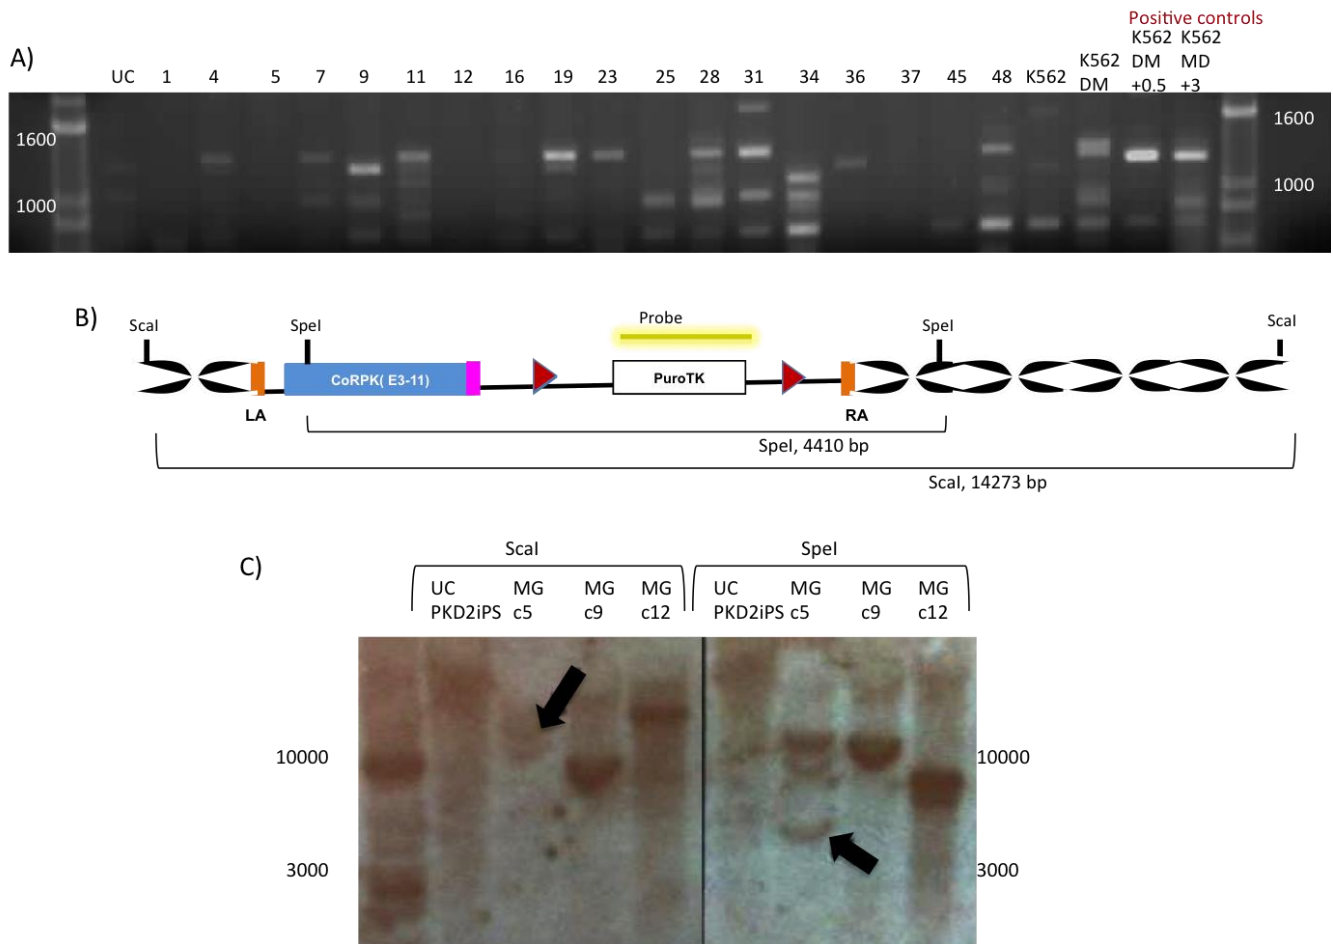 Positive controls
A)
UC 1 4 5 7 9 11 12 16 19 23 25 28 31 34 36 37 45 48 K562
K562
DM
K562
DM
+0.5
K562
MD
+3
1600
1000
1600
1000
B)
ScaI
SpeI
Probe
SpeI
ScaI
CoRPK( E3-11)
PuroTK
LA
RA
SpeI, 4410 bp
ScaI, 14273 bp
C)
ScaI
SpeI
UC
PKD2iPS
MG
c5
MG
c9
MG
c12
UC
PKD2iPS
MG
c5
MG
c9
MG
c12
10000
3000
10000
3000